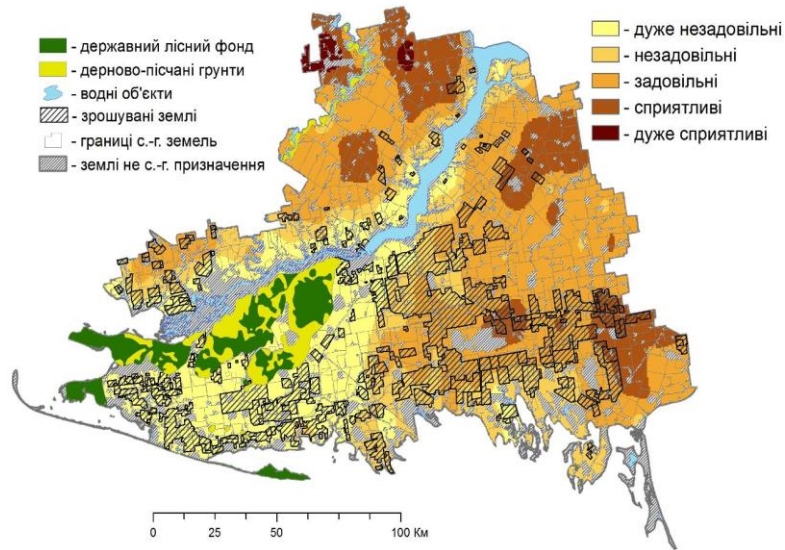 - державний лісний фонд
- дерново-пісчані грунти
- водні об'єкти
- зрошувані землі
- границі с.-г. земель
- землі не с.-г. призначення
- дуже незадовільні
- незадовільні
- задовільні
- сприятливі
- дуже сприятливі
0 25 50 100 Км